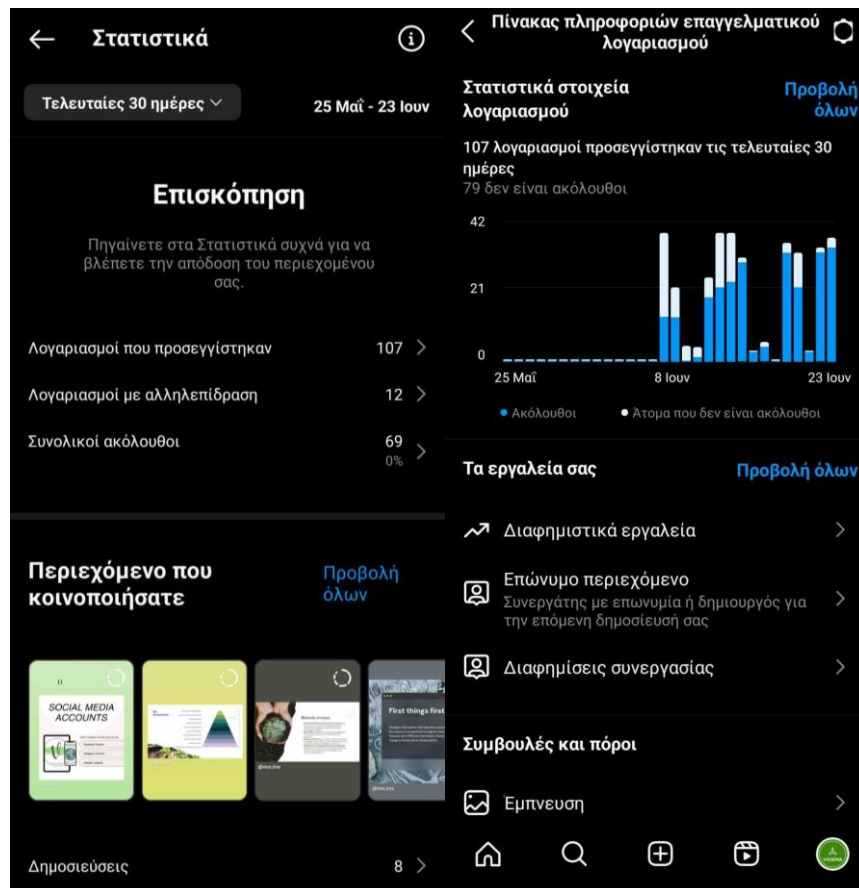 Στατιστικά
Τελευταίες 30 ημέρες
25 Μαΐ - 23 Ιουν
Επισκόπηση
Πηγαίνετε στα Στατιστικά συχνά για να
βλέπετε την απόδοση του περιεχομένου
σας.
Λογαριασμοί που προσεγγίστηκαν 107
Λογαριασμοί με αλληλεπίδραση 12
Συνολικοί ακόλουθοι 69
0%
Περιεχόμενο που
κοινοποιήσατε
Προβολή
όλων
SOCIAL MEDIA
ACCOUNTS
First things first
Δημοσιεύσεις 8
Πίνακας πληροφοριών επαγγελματικού
λογαριασμού
Στατιστικά στοιχεία
λογαριασμού
Προβολή
όλων
107 λογαριασμοί προσεγγίστηκαν τις τελευταίες 30
ημέρες
79 δεν είναι ακόλουθοι
42
21
0
25 Μαΐ 8 Ιουν 23 Ιουν
Ακόλουθοι Άτομα που δεν είναι ακόλουθοι
Τα εργαλεία σας Προβολή όλων
Διαφημιστικά εργαλεία
Επώνυμο περιεχόμενο
Συνεργάτης με επωνυμία ή δημιουργός για
την επόμενη δημοσίευσή σας
Διαφημίσεις συνεργασίας
Συμβουλές και πόροι
Έμπνευση